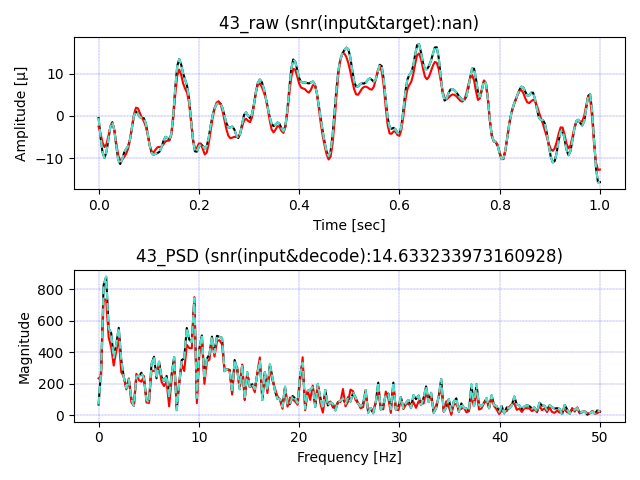 43_raw (snr(input&target):nan)
Amplitude [µ]
10
0
−10
0.0 0.2 0.4 0.6 0.8 1.0
Time [sec]
43_PSD (snr(input&decode):14.633233973160928)
Magnitude
800
600
400
200
0
0 10 20 30 40 50
Frequency [Hz]